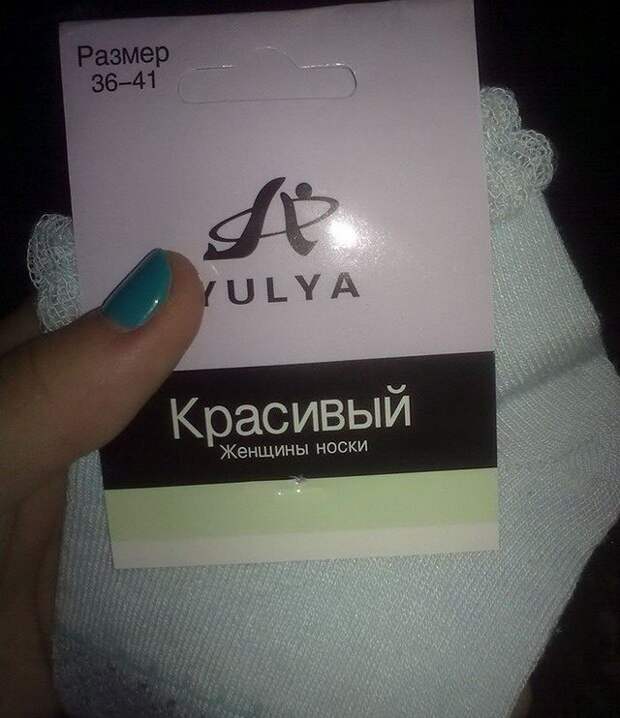 Размер
36–41
YULYA
Красивый
Женщины носки